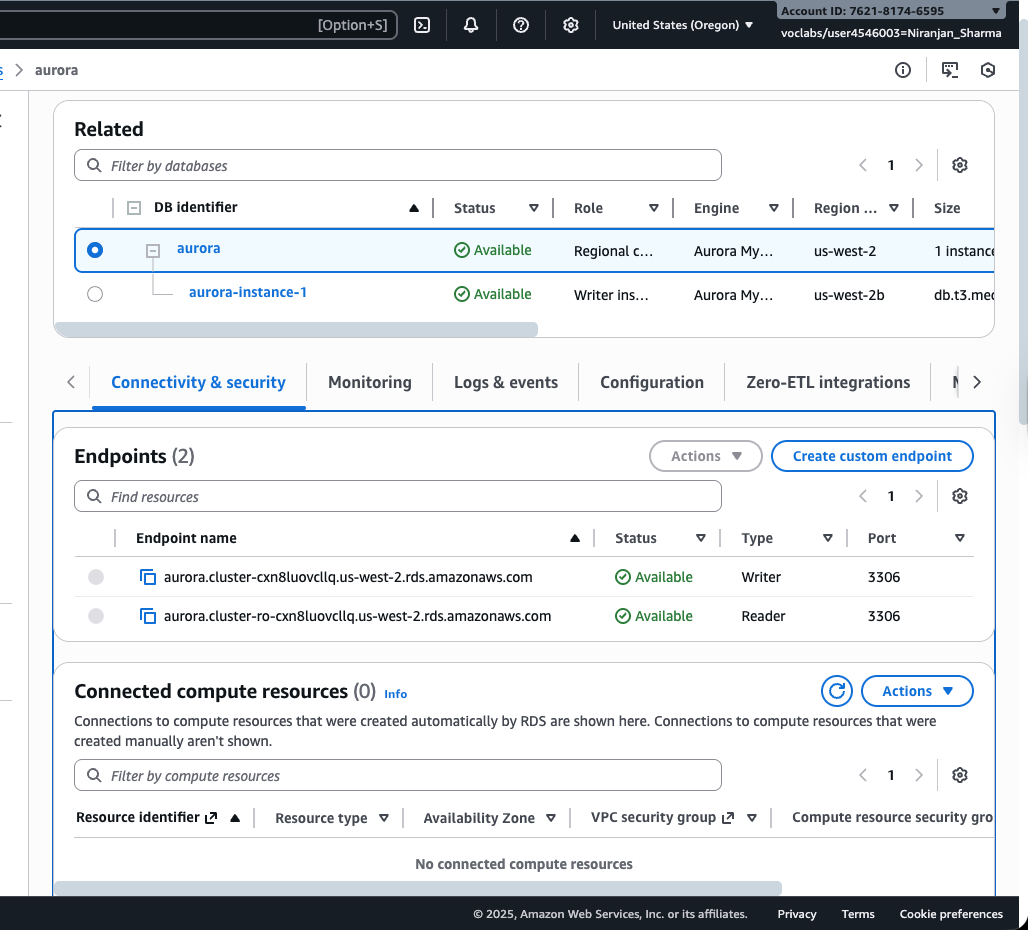 [Option+S]
United States (Oregon)
Account ID: 7621-8174-6595
voclabs/user4546003=Niranjan_Sharma
aurora
Related
Filter by databases
1
DB identifier Status Role Engine Region ... Size
aurora Available Regional c... Aurora My... us-west-2 1 instance
aurora-instance-1 Available Writer ins... Aurora My... us-west-2b db.t3.med
Connectivity & security Monitoring Logs & events Configuration Zero-ETL integrations
Endpoints (2)
Actions
Create custom endpoint
Find resources
1
Endpoint name Status Type Port
aurora.cluster-cxn8luovcllq.us-west-2.rds.amazonaws.com Available Writer 3306
aurora.cluster-ro-cxn8luovcllq.us-west-2.rds.amazonaws.com Available Reader 3306
Connected compute resources (0) Info
Actions
Connections to compute resources that were created automatically by RDS are shown here. Connections to compute resources that were
created manually aren't shown.
Filter by compute resources
1
Resource identifier Resource type Availability Zone VPC security group Compute resource security gro
No connected compute resources
© 2025, Amazon Web Services, Inc. or its affiliates. Privacy Terms Cookie preferences